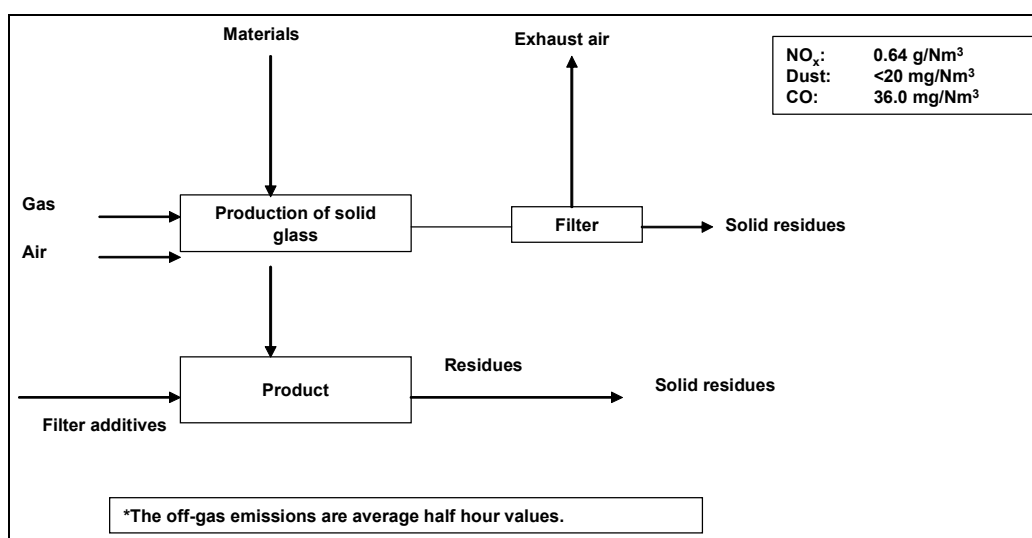 Materials
Exhaust air
NOx: 0.64 g/Nm3
Dust: <20 mg/Nm3
CO: 36.0 mg/Nm3
Gas
Air
Production of solid
glass
Filter
Solid residues
Product
Residues
Solid residues
Filter additives
*The off-gas emissions are average half hour values.